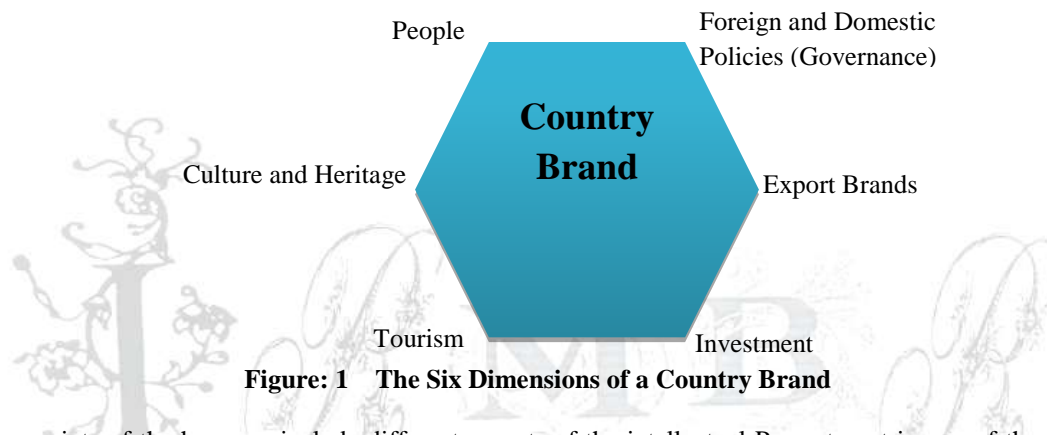 People
Foreign and Domestic
Policies (Governance)
Country
Brand
Culture and Heritage
Export Brands
Tourism
Investment
Figure: 1 The Six Dimensions of a Country Brand